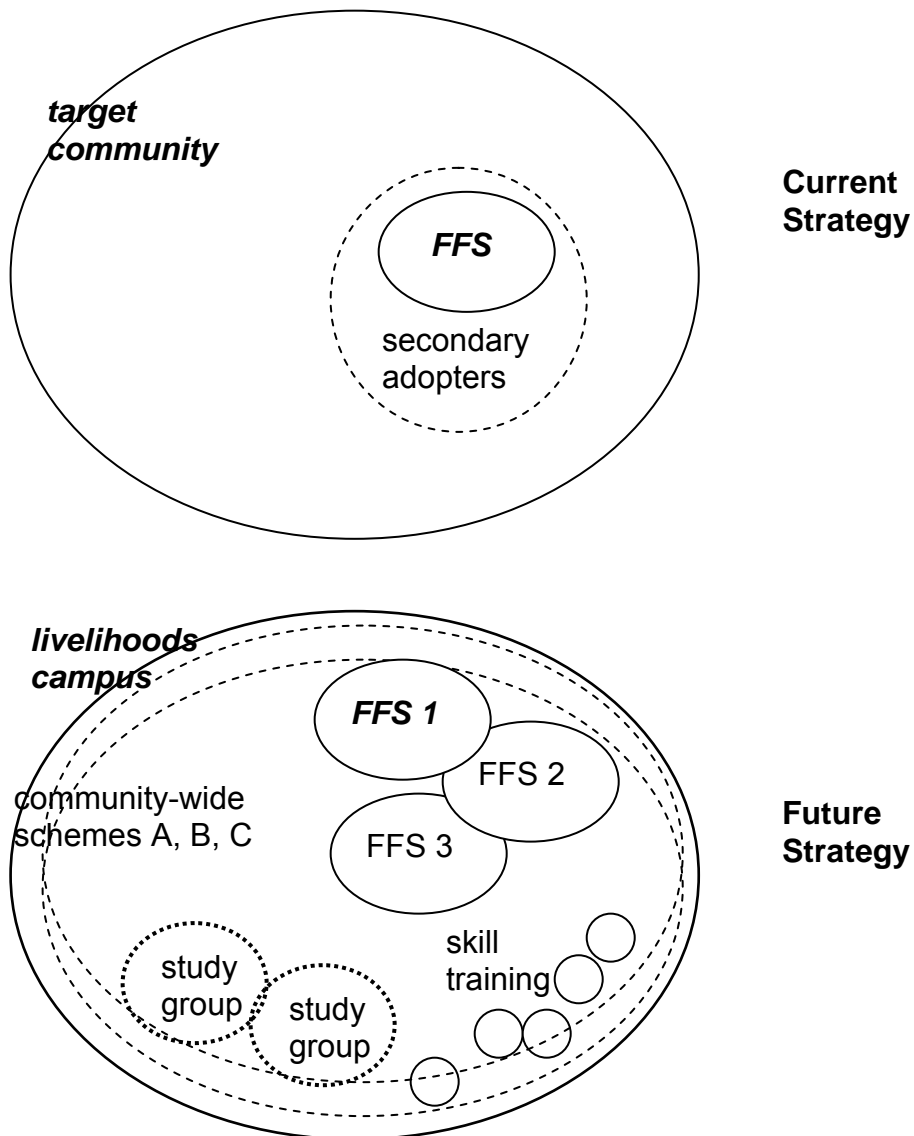 target
community
Current
Strategy
FFS
secondary
adopters
livelihoods
campus
FFS 1
FFS 2
community-wide
schemes A, B, C
FFS 3
Future
Strategy
skill
training
study
group
study
group